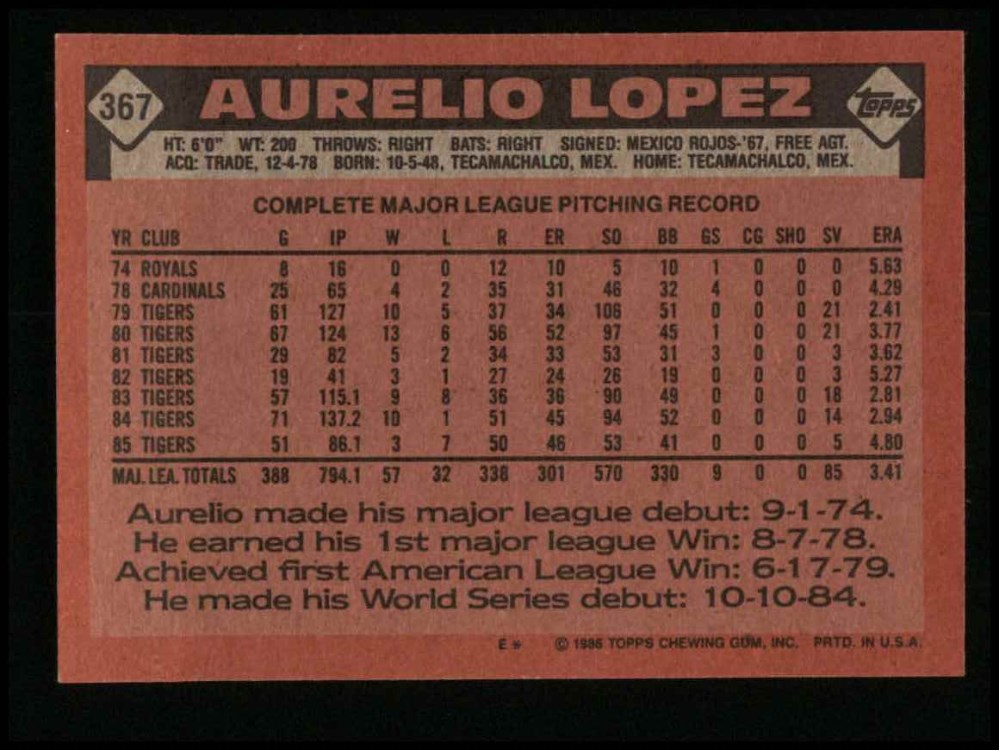 367 AURELIO LOPEZ Topps
HT: 6'0" WT: 200 THROWS: RIGHT BATS: RIGHT SIGNED: MEXICO ROJOS-'67, FREE AGT.
ACQ: TRADE, 12-4-78 BORN: 10-5-48, TECAMACHALCO, MEX. HOME: TECAMACHALCO, MEX.
COMPLETE MAJOR LEAGUE PITCHING RECORD
YR CLUB G IP W L R ER SO BB GS CG SHO SV ERA
74 ROYALS 8 16 0 0 12 10 5 10 1 0 0 0 5.63
78 CARDINALS 25 65 4 2 35 31 46 32 4 0 0 0 4.29
79 TIGERS 61 127 10 5 37 34 106 51 0 0 0 21 2.41
80 TIGERS 67 124 13 6 56 52 97 45 1 0 0 21 3.77
81 TIGERS 29 82 5 2 34 33 53 31 3 0 0 3 3.62
82 TIGERS 19 41 3 1 27 24 26 19 0 0 0 3 5.27
83 TIGERS 57 115.1 9 8 36 36 90 49 0 0 0 18 2.81
84 TIGERS 71 137.2 10 1 51 45 94 52 0 0 0 14 2.94
85 TIGERS 51 86.1 3 7 50 46 53 41 0 0 0 5 4.80
MAJ. LEA. TOTALS 388 794.1 57 32 338 301 570 330 9 0 0 85 3.41
Aurelio made his major league debut: 9-1-74.
He earned his 1st major league Win: 8-7-78.
Achieved first American League Win: 6-17-79.
He made his World Series debut: 10-10-84.
E * © 1986 TOPPS CHEWING GUM, INC. PRTD. IN U.S.A.